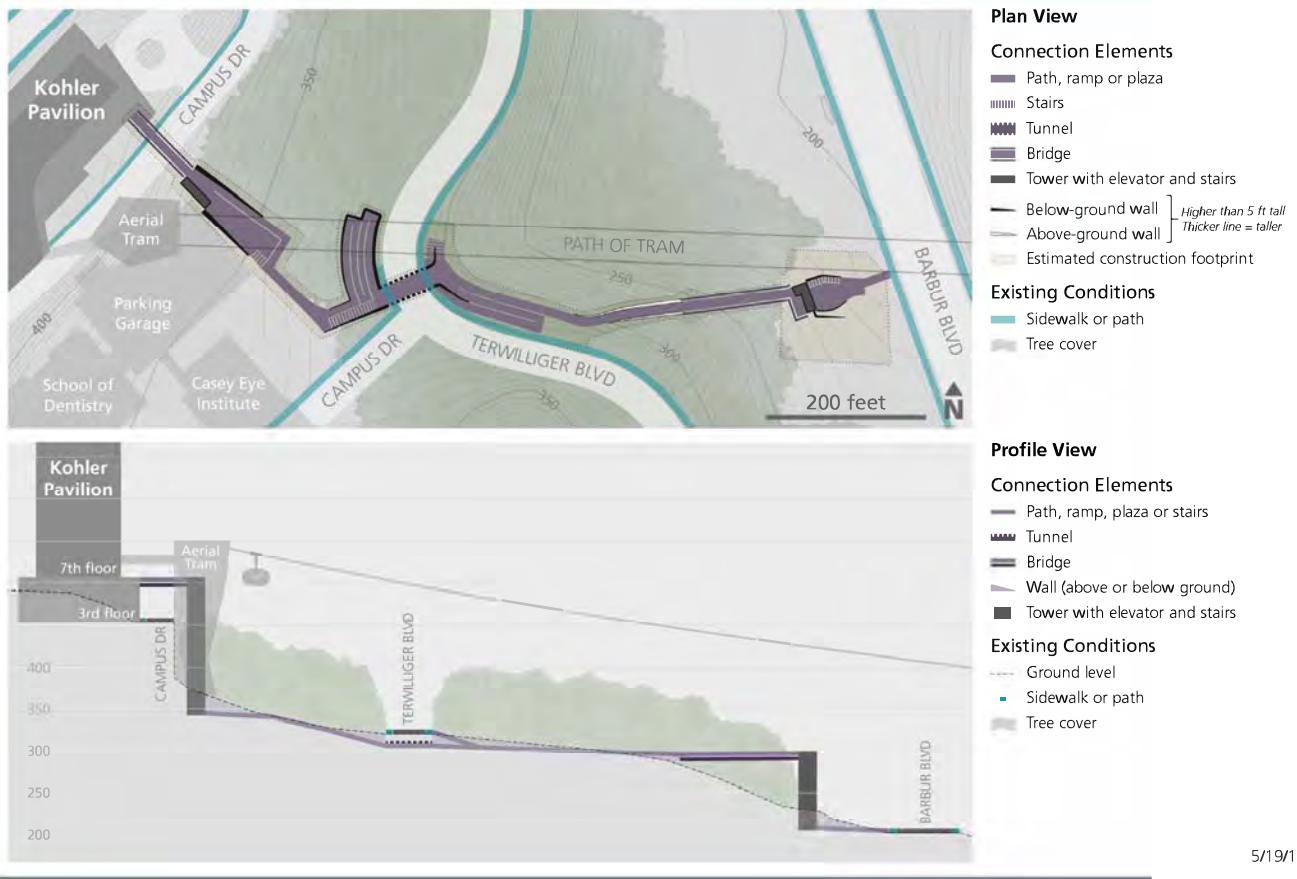 Kohler
Pavilion
CAMPUS DR
350
200
Aerial
Tram
PATH OF TRAM
250
BARBUR BLVD
Parking
Garage
400
300
TERWILLIGER BLVD
CAMPUS DR
School of
Dentistry
Casey Eye
Institute
350
200 feet
N
Plan View
Connection Elements
Path, ramp or plaza
Stairs
Tunnel
Bridge
Tower with elevator and stairs
Below-ground wall
Above-ground wall
Higher than 5 ft tall
Thicker line = taller
Estimated construction footprint
Existing Conditions
Sidewalk or path
Tree cover
Kohler
Pavilion
Aerial
Tram
7th floor
3rd floor
CAMPUS DR
TERWILLIGER BLVD
BARBUR BLVD
400
350
300
250
200
Profile View
Connection Elements
Path, ramp, plaza or stairs
Tunnel
Bridge
Wall (above or below ground)
Tower with elevator and stairs
Existing Conditions
Ground level
Sidewalk or path
Tree cover
5/19/1